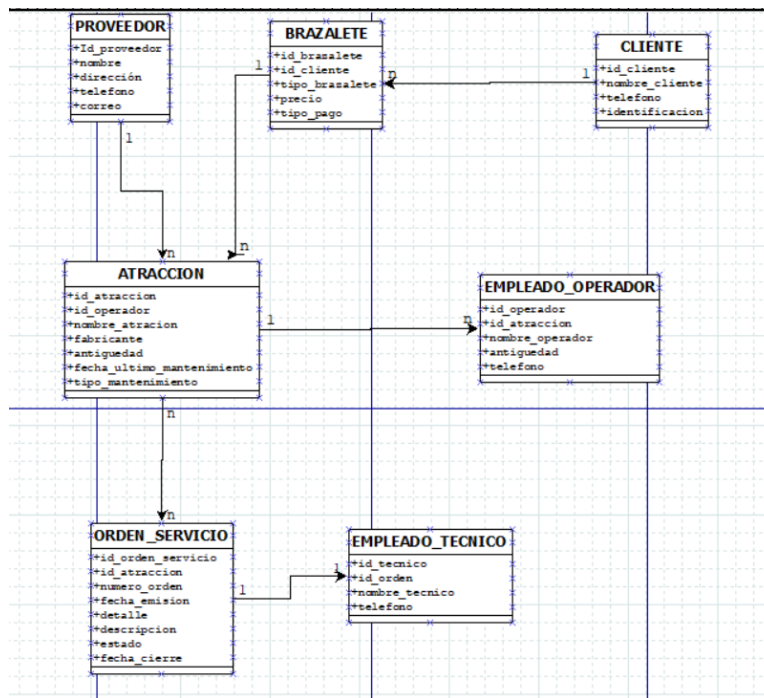 PROVEEDOR
+Id_proveedor
+nombre
+dirección
+telefono
+correo
1
n
BRAZALETE
+id_brasalete
+id_cliente
+tipo_brasalete
+precio
+tipo_pago
1
n
n
CLIENTE
+id_cliente
+nombre_cliente
+telefono
+identificacion
1
ATRACCION
+id_atraccion
+id_operador
+nombre_atracion
+fabricante
+antiguedad
+fecha_ultimo_mantenimiento
+tipo_mantenimiento
1
n
n
n
EMPLEADO_OPERADOR
+id_operador
+id_atraccion
+nombre_operador
+antiguedad
+telefono
ORDEN_SERVICIO
+id_orden_servicio
+id_atraccion
+numero_orden
+fecha_emision
+detalle
+descripcion
+estado
+fecha_cierre
1
1
EMPLEADO_TECNICO
+id_tecnico
+id_orden
+nombre_tecnico
+telefono